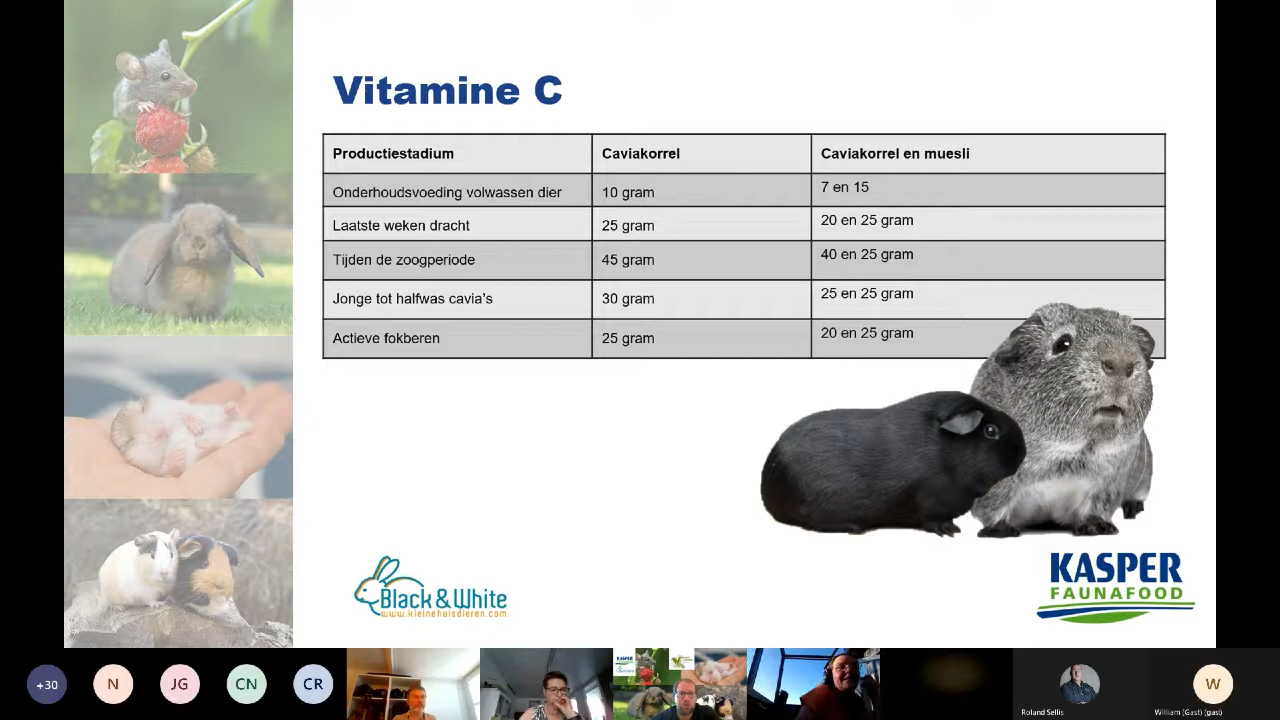 Vitamine C
Productiestadium Caviakorrel Caviakorrel en muesli
Onderhoudsvoeding volwassen dier 10 gram 7 en 15
Laatste weken dracht 25 gram 20 en 25 gram
Tijden de zoogperiode 45 gram 40 en 25 gram
Jonge tot halfwas cavia's 30 gram 25 en 25 gram
Actieve fokberen 25 gram 20 en 25 gram
Black & White
www.kleinehuisdieren.com
KASPER
FAUNAFOOD
+30 N JG CN CR W
Roland Sellis William (Gast) (gast)